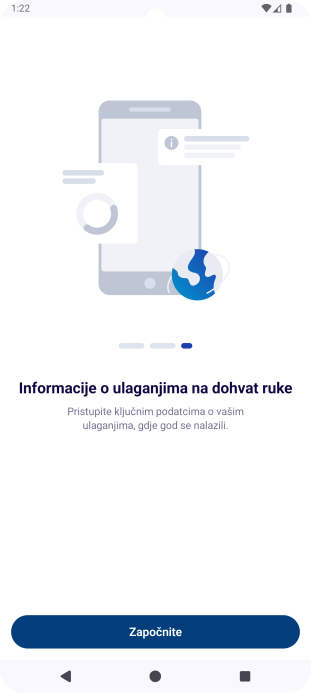 1:22
Informacije o ulaganjima na dohvat ruke
Pristupite ključnim podatcima o vašim
ulaganjima, gdje god se nalazili.
Započnite